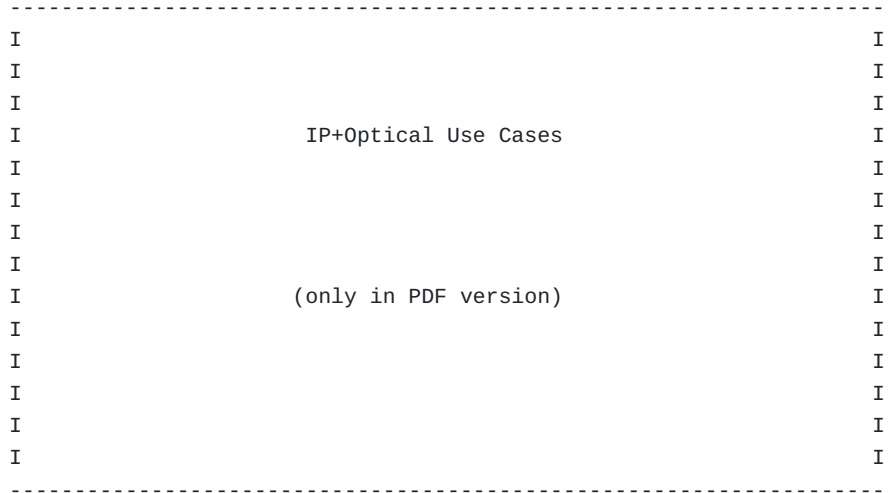 --------------------------------------------------------------------
I                                                                  I
I                                                                  I
I                                                                  I
I                      IP+Optical Use Cases                        I
I                                                                  I
I                                                                  I
I                                                                  I
I                                                                  I
I                     (only in PDF version)                        I
I                                                                  I
I                                                                  I
I                                                                  I
I                                                                  I
I                                                                  I
--------------------------------------------------------------------